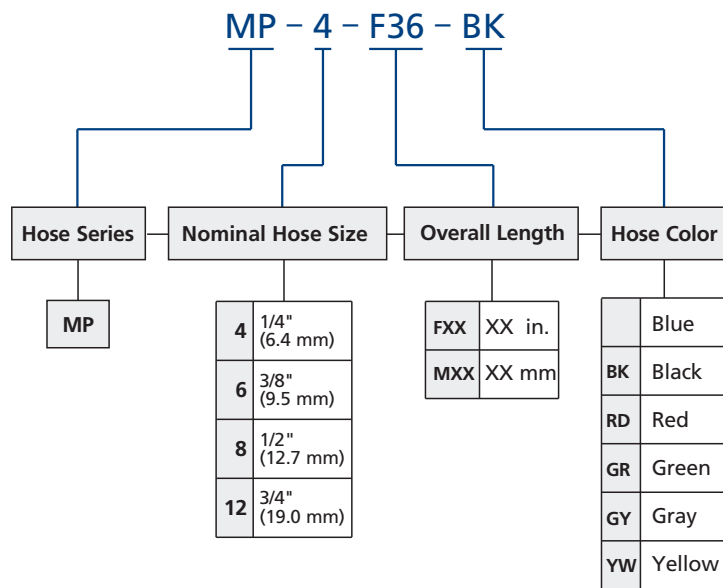 MP – 4 – F36 – BK
Hose Series
Nominal Hose Size
Overall Length
Hose Color
MP
4 1/4"
(6.4 mm)
6 3/8"
(9.5 mm)
8 1/2"
(12.7 mm)
12 3/4"
(19.0 mm)
FXX XX in.
MXX XX mm
Blue
BK Black
RD Red
GR Green
GY Gray
YW Yellow